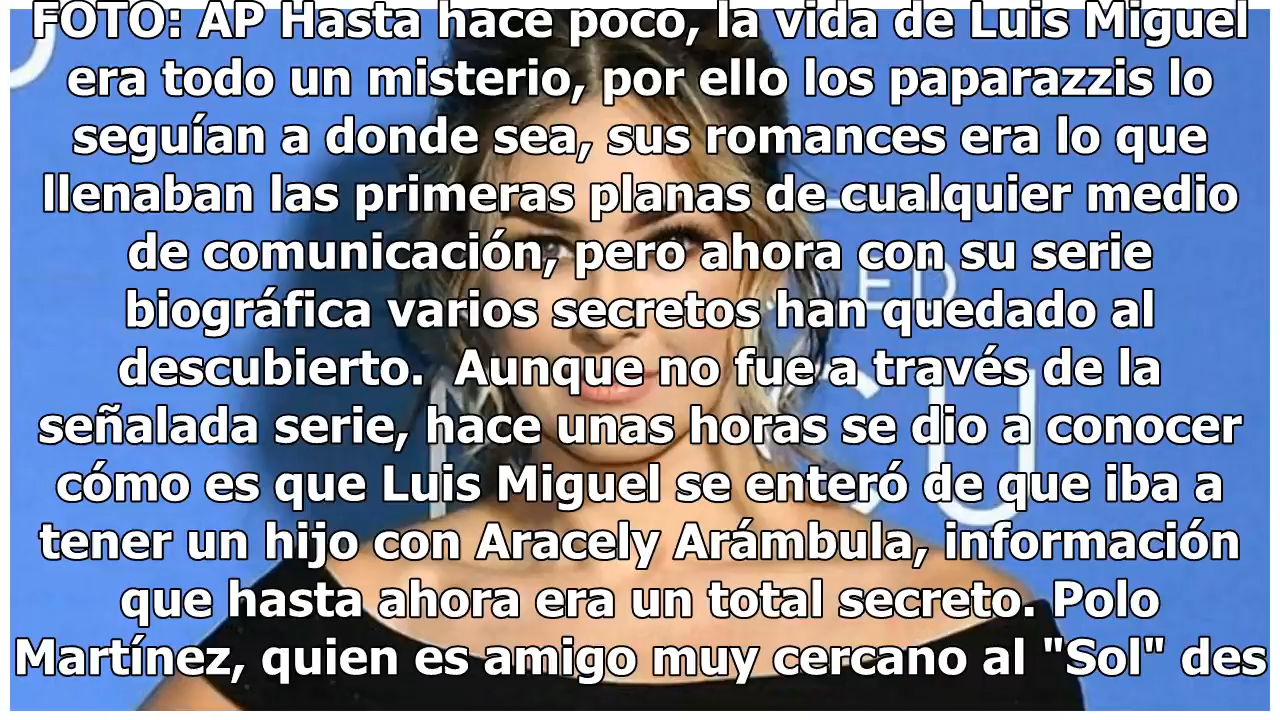 FOTO: AP Hasta hace poco, la vida de Luis Miguel
era todo un misterio, por ello los paparazzis lo
seguían a donde sea, sus romances era lo que
llenaban las primeras planas de cualquier medio
de comunicación, pero ahora con su serie
biográfica varios secretos han quedado al
descubierto.  Aunque no fue a través de la
señalada serie, hace unas horas se dio a conocer
cómo es que Luis Miguel se enteró de que iba a
tener un hijo con Aracely Arámbula, información
que hasta ahora era un total secreto. Polo
Martínez, quien es amigo muy cercano al "Sol" des